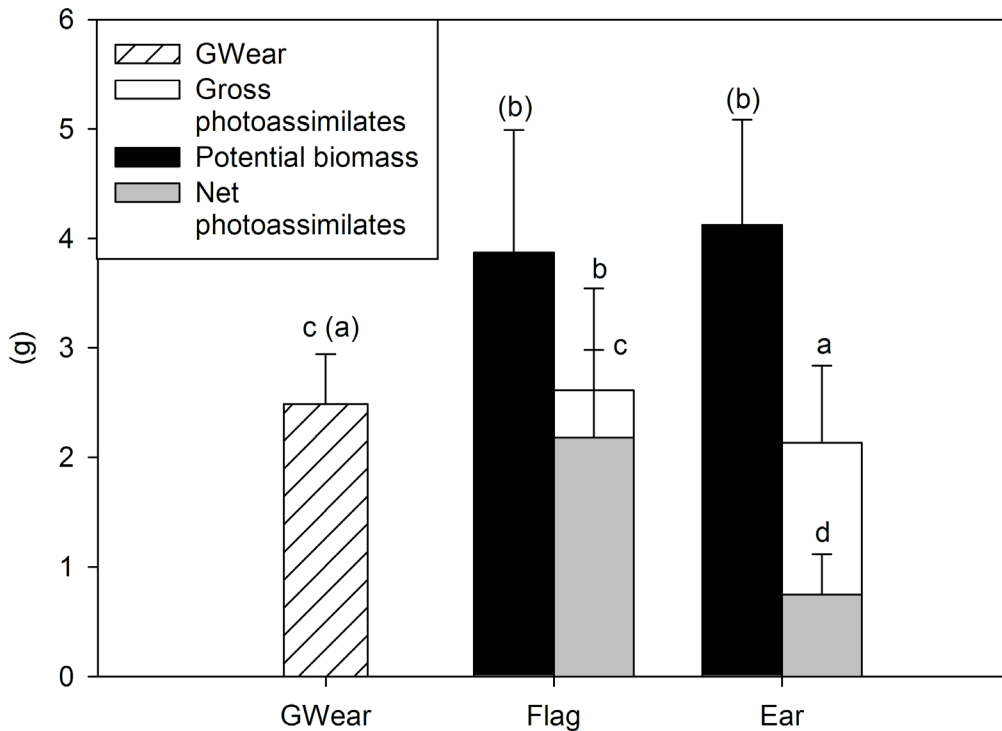 6
5
4
3
2
1
0
(g)
GWear
Gross
photoassimilates
Potential biomass
Net
photoassimilates
c (a)
(b)
b
c
(b)
a
d
GWear
Flag
Ear